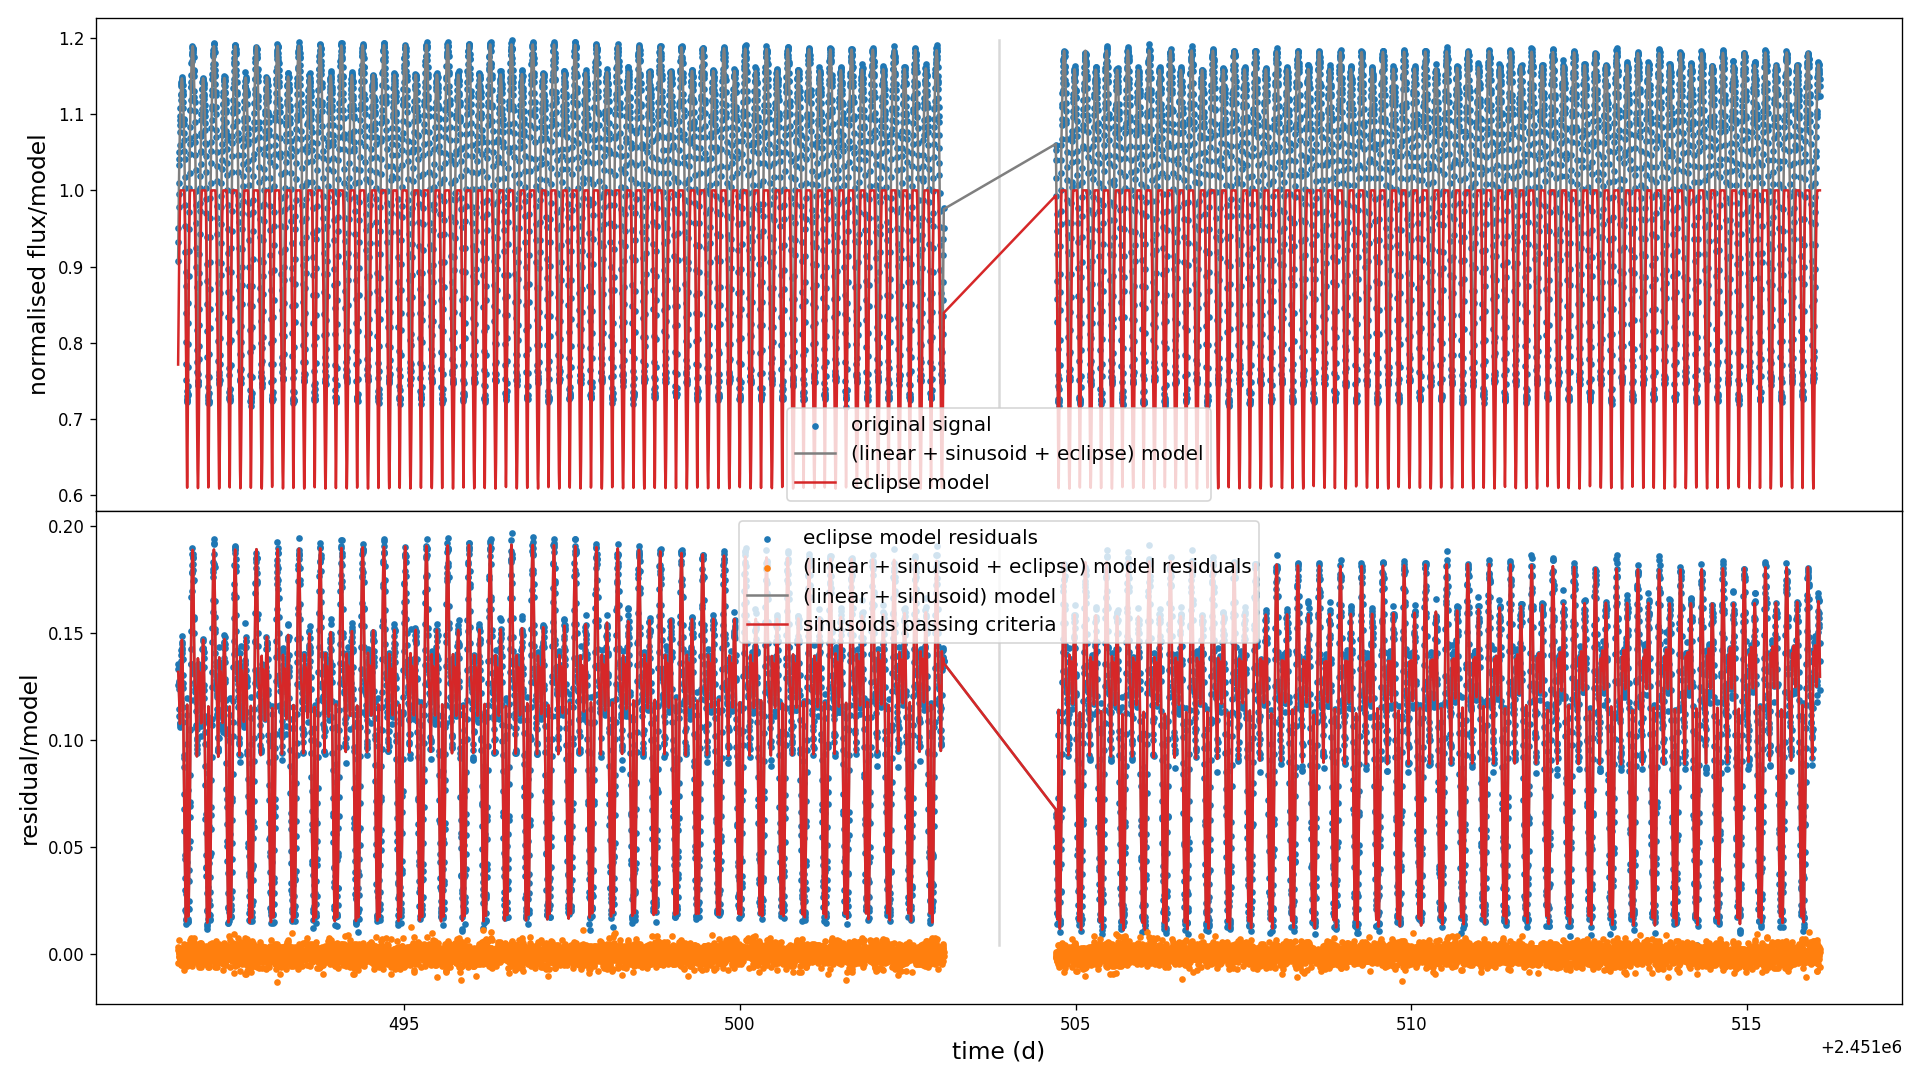 1.2
1.1
1.0
0.9
0.8
0.7
0.6
normalised flux/model
original signal
(linear + sinusoid + eclipse) model
eclipse model
0.20
0.15
0.10
0.05
0.00
residual/model
eclipse model residuals
(linear + sinusoid + eclipse) model residuals
(linear + sinusoid) model
sinusoids passing criteria
495 500 505 510 515
time (d)
+2.451e6